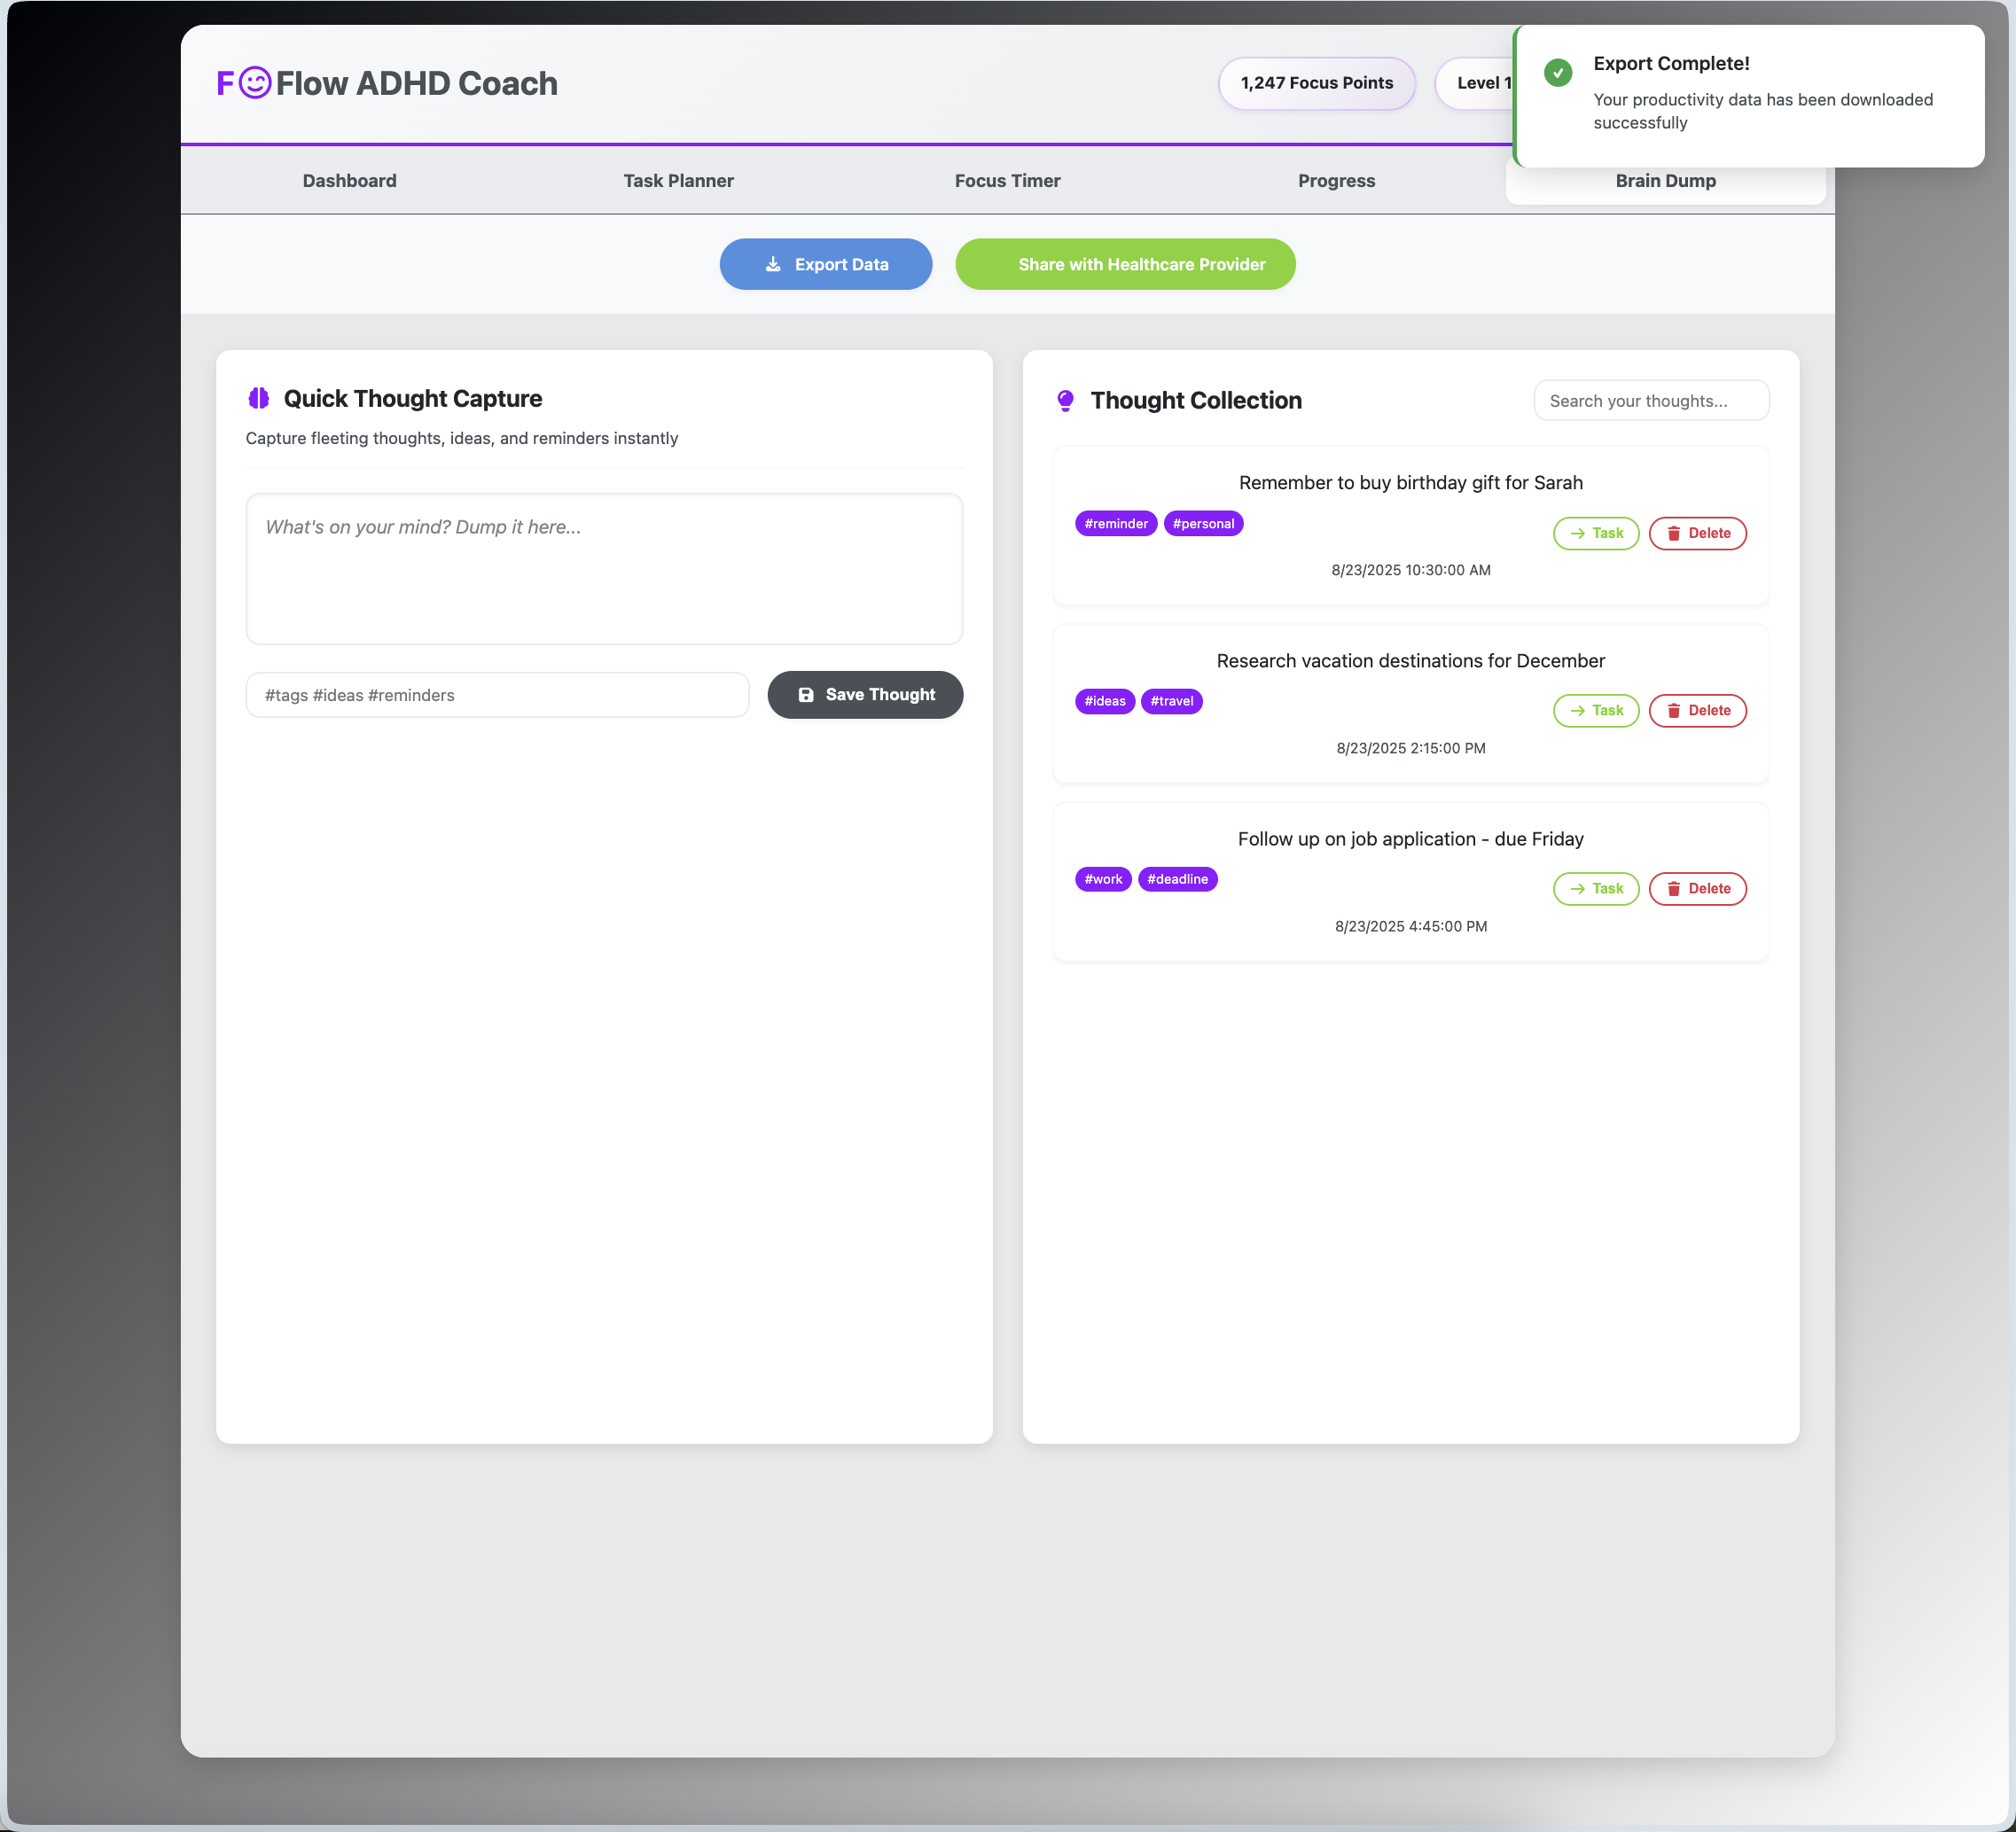 F Flow ADHD Coach
1,247 Focus Points
Level 1
Export Complete!
Your productivity data has been downloaded
successfully
Dashboard
Task Planner
Focus Timer
Progress
Brain Dump
Export Data
Share with Healthcare Provider
Quick Thought Capture
Capture fleeting thoughts, ideas, and reminders instantly
What's on your mind? Dump it here...
#tags #ideas #reminders
Save Thought
Thought Collection
Search your thoughts...
Remember to buy birthday gift for Sarah
#reminder #personal
Task
Delete
8/23/2025 10:30:00 AM
Research vacation destinations for December
#ideas #travel
Task
Delete
8/23/2025 2:15:00 PM
Follow up on job application - due Friday
#work #deadline
Task
Delete
8/23/2025 4:45:00 PM